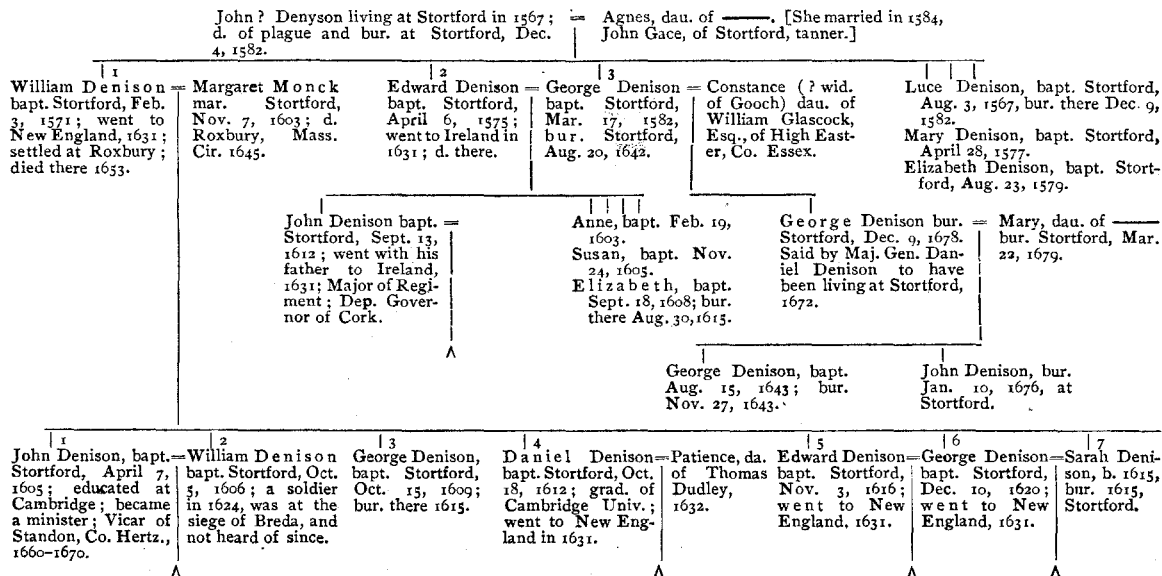 John ? Denyson living at Stortford in 1567 ;
d. of plague and bur. at Stortford, Dec.
4, 1582.
=
Agnes, dau. of ——. [She married in 1584,
John Gace, of Stortford, tanner.]
1
William Denison =
bapt. Stortford, Feb.
3, 1571; went to
New England, 1631;
settled at Roxbury ;
died there 1653.
Margaret Monck
mar. Stortford,
Nov. 7, 1603; d.
Roxbury, Mass.
Cir. 1645.
2
Edward Denison =
bapt. Stortford,
April 6, 1575;
went to Ireland in
1631; d. there.
3
George Denison =
bapt. Stortford,
Mar. 17, 1582,
bur. Stortford,
Aug. 20, 1642.
Constance (? wid.
of Gooch) dau. of
William Glascock,
Esq., of High East-
er, Co. Essex.
Luce Denison, bapt. Stortford,
Aug. 3, 1567, bur. there Dec. 9,
1582.
Mary Denison, bapt. Stortford,
April 28, 1577.
Elizabeth Denison, bapt. Stort-
ford, Aug. 23, 1579.
John Denison bapt. =
Stortford, Sept. 13,
1612; went with his
father to Ireland,
1631; Major of Regi-
ment; Dep. Gover-
nor of Cork.
Anne, bapt. Feb. 19,
1603.
Susan, bapt. Nov.
24, 1605.
Elizabeth, bapt.
Sept. 18, 1608; bur.
there Aug. 30, 1615.
George Denison bur. =
Stortford, Dec. 9, 1678.
Said by Maj. Gen. Dan-
iel Denison to have
been living at Stortford,
1672.
Mary, dau. of ——
bur. Stortford, Mar.
22, 1679.
George Denison, bapt.
Aug. 15, 1643; bur.
Nov. 27, 1643.
John Denison, bur.
Jan. 10, 1676, at
Stortford.
1
John Denison, bapt. =
Stortford, April 7,
1605; educated at
Cambridge; became
a minister; Vicar of
Standon, Co. Hertz.,
1660-1670.
2
William Denison
bapt. Stortford, Oct.
5, 1606; a soldier
in 1624, was at the
siege of Breda, and
not heard of since.
3
George Denison,
bapt. Stortford,
Oct. 15, 1609;
bur. there 1615.
4
Daniel Denison =
bapt. Stortford, Oct.
18, 1612; grad. of
Cambridge Univ.;
went to New Eng-
land in 1631.
Patience, da.
of Thomas
Dudley,
1632.
5
Edward Denison =
bapt. Stortford,
Nov. 3, 1616;
went to New
England, 1631.
6
George Denison =
bapt. Stortford,
Dec. 10, 1620;
went to New
England, 1631.
7
Sarah Deni-
son, b. 1615,
bur. 1615,
Stortford.